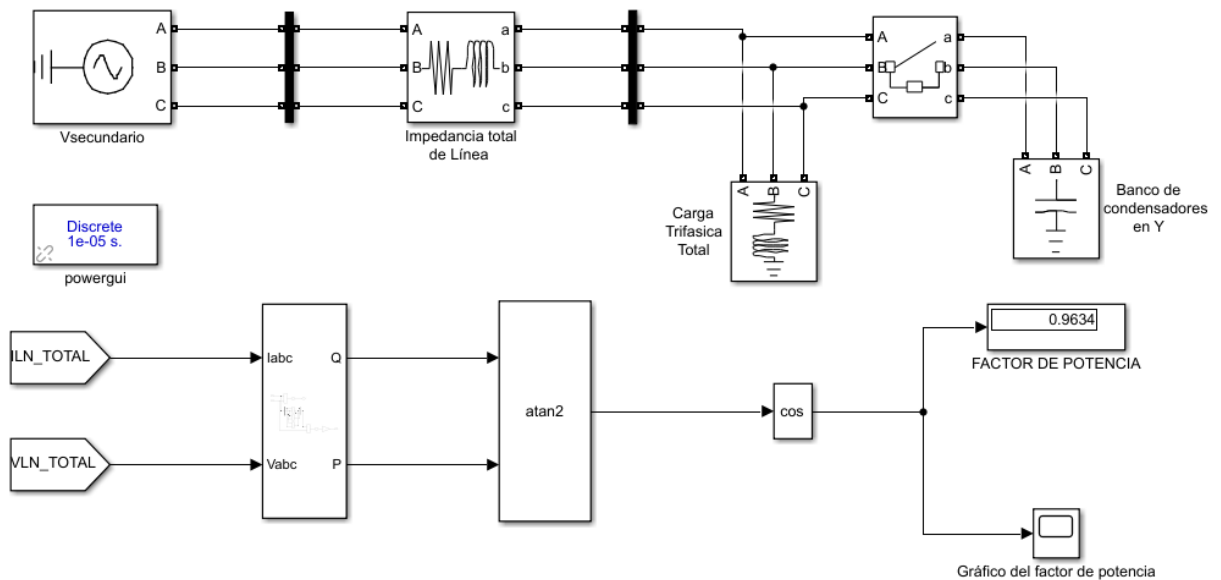 A
B
C
Vsecundario
A
B
C
a
b
c
Impedancia total
de Línea
A
B
C
a
b
c
A
B
C
Carga
Trifasica
Total
A
B
C
Banco de
condensadores
en Y
Discrete
1e-05 s.
powergui
ILN_TOTAL
Iabc
Q
VLN_TOTAL
Vabc
P
atan2
cos
0.9634
FACTOR DE POTENCIA
Gráfico del factor de potencia